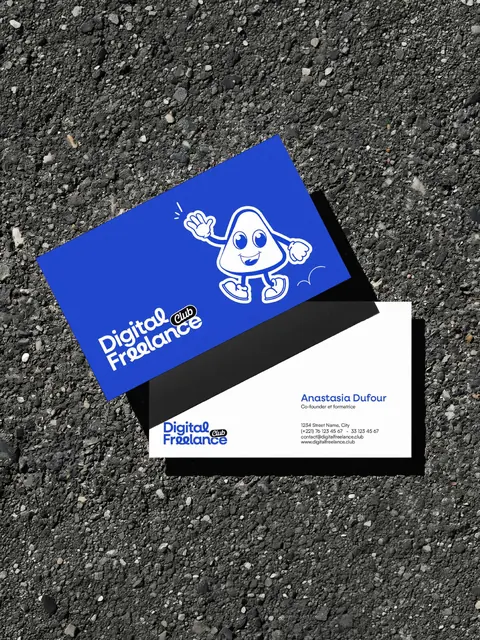 Digital
Freelance Club
Digital
Freelance Club
Anastasia Dufour
Co-founder et formatrice
1234 Street Name, City
(+221) 76 123 45 67 - 33 123 45 67
contact@digitalfreelance.club
www.digitalfreelance.club